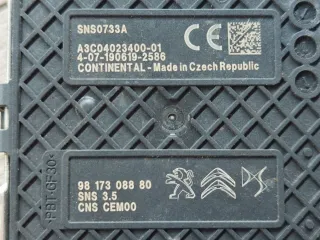 SNS0733A
A3C04023400-01
4-07-190619-2586
CONTINENTAL - Made in Czech Republic
CE
98 173 088 80
SNS 3.5
CNS CEM00
>PBT-GF30<